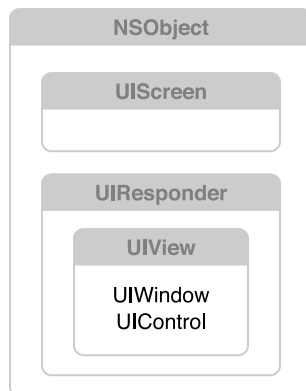 NSObject
UIScreen
UIResponder
UIView
UIWindow
UIControl